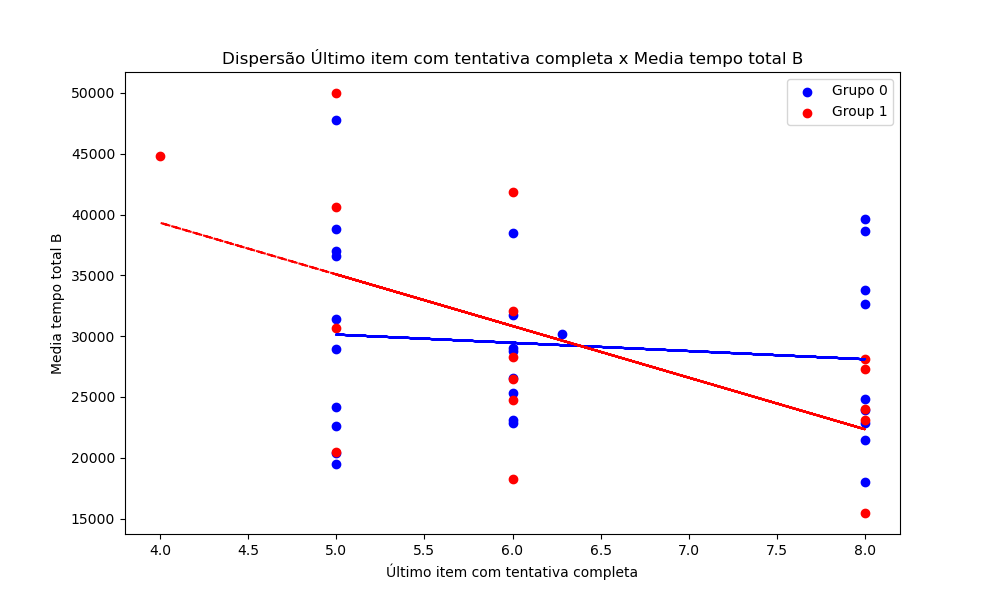 Dispersão Último item com tentativa completa x Media tempo total B
Grupo 0
Group 1
Media tempo total B
50000
45000
40000
35000
30000
25000
20000
15000
4.0 4.5 5.0 5.5 6.0 6.5 7.0 7.5 8.0
Último item com tentativa completa